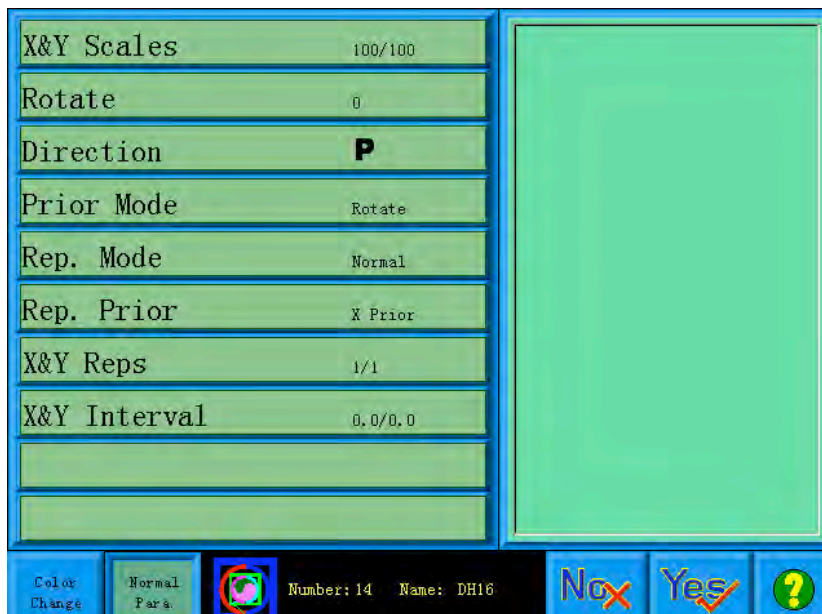 X&Y Scales 100/100
Rotate 0
Direction P
Prior Mode Rotate
Rep. Mode Normal
Rep. Prior X Prior
X&Y Reps 1/1
X&Y Interval 0.0/0.0
Color Change
Normal Para.
Number:14 Name: DH16
No
Yes
?